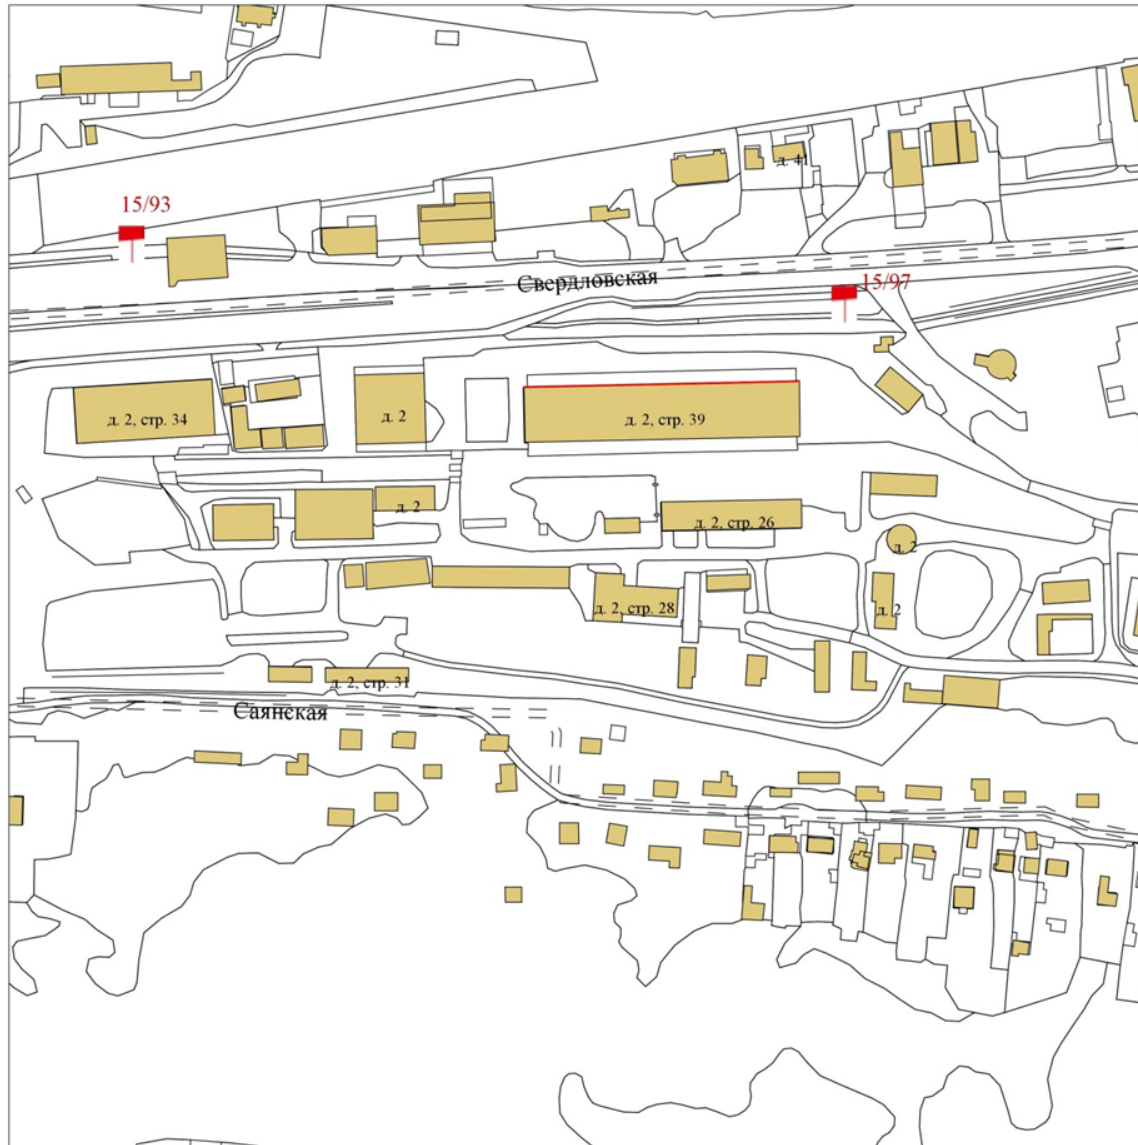 д. 41
15/93
Свердловская
15/97
д. 2, стр. 34
д. 2
д. 2, стр. 39
д. 2
д. 2, стр. 26
д. 2
д. 2, стр. 28
д. 2
д. 2, стр. 31
Саянская